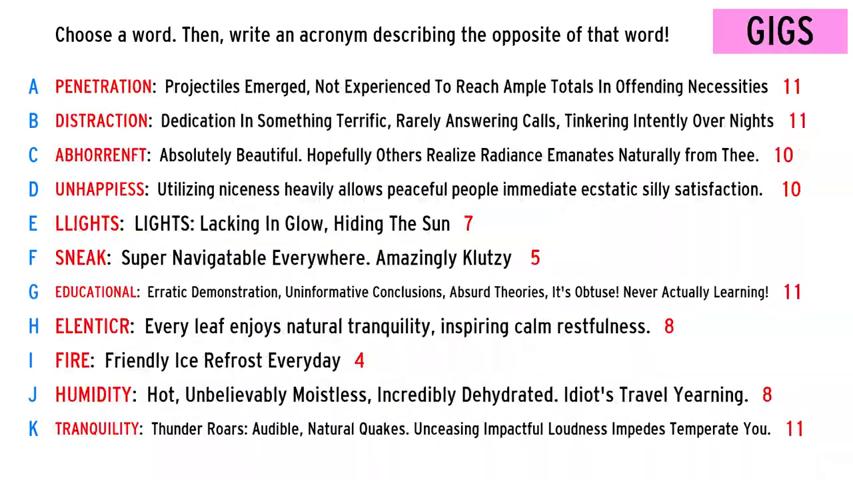 Choose a word. Then, write an acronym describing the opposite of that word!
GIGS
A PENETRATION: Projectiles Emerged, Not Experienced To Reach Ample Totals In Offending Necessities 11
B DISTRACTION: Dedication In Something Terrific, Rarely Answering Calls, Tinkering Intently Over Nights 11
C ABHORRENFT: Absolutely Beautiful. Hopefully Others Realize Radiance Emanates Naturally from Thee. 10
D UNHAPPIESS: Utilizing niceness heavily allows peaceful people immediate ecstatic silly satisfaction. 10
E LLIGHTS: LIGHTS: Lacking In Glow, Hiding The Sun 7
F SNEAK: Super Navigatable Everywhere. Amazingly Klutzy 5
G EDUCATIONAL: Erratic Demonstration, Uninformative Conclusions, Absurd Theories, It's Obtuse! Never Actually Learning! 11
H ELENTICR: Every leaf enjoys natural tranquility, inspiring calm restfulness. 8
I FIRE: Friendly Ice Refrost Everyday 4
J HUMIDITY: Hot, Unbelievably Moistless, Incredibly Dehydrated. Idiot's Travel Yearning. 8
K TRANQUILITY: Thunder Roars: Audible, Natural Quakes. Unceasing Impactful Loudness Impedes Temperate You. 11